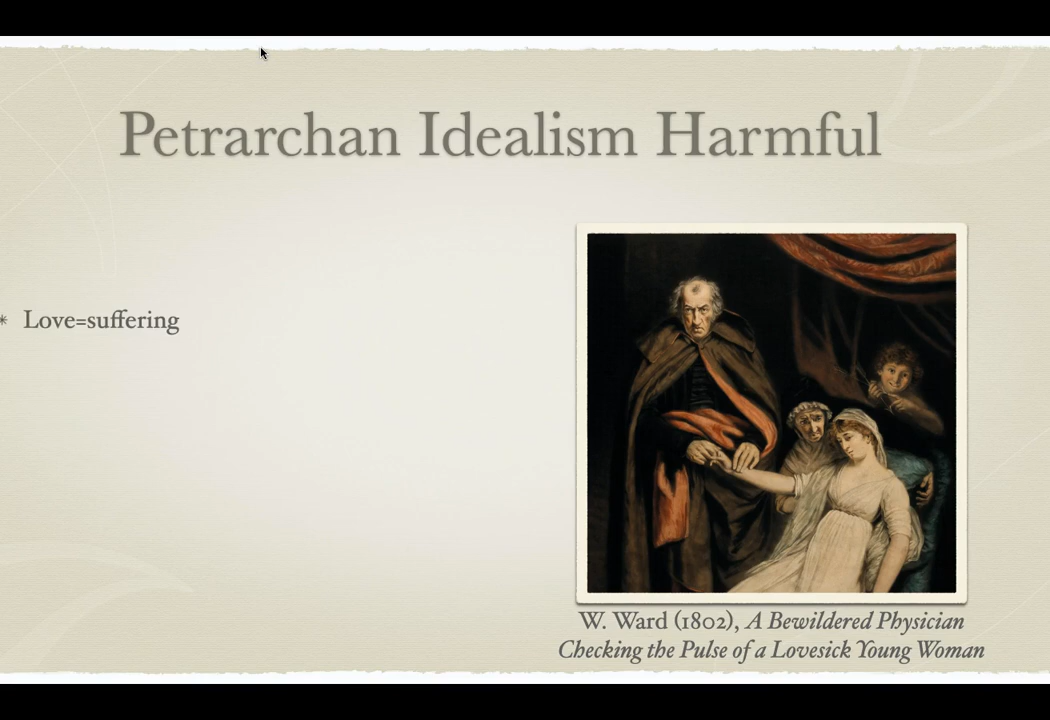 Petrarchan Idealism Harmful
* Love=suffering
W. Ward (1802), A Bewildered Physician
Checking the Pulse of a Lovesick Young Woman